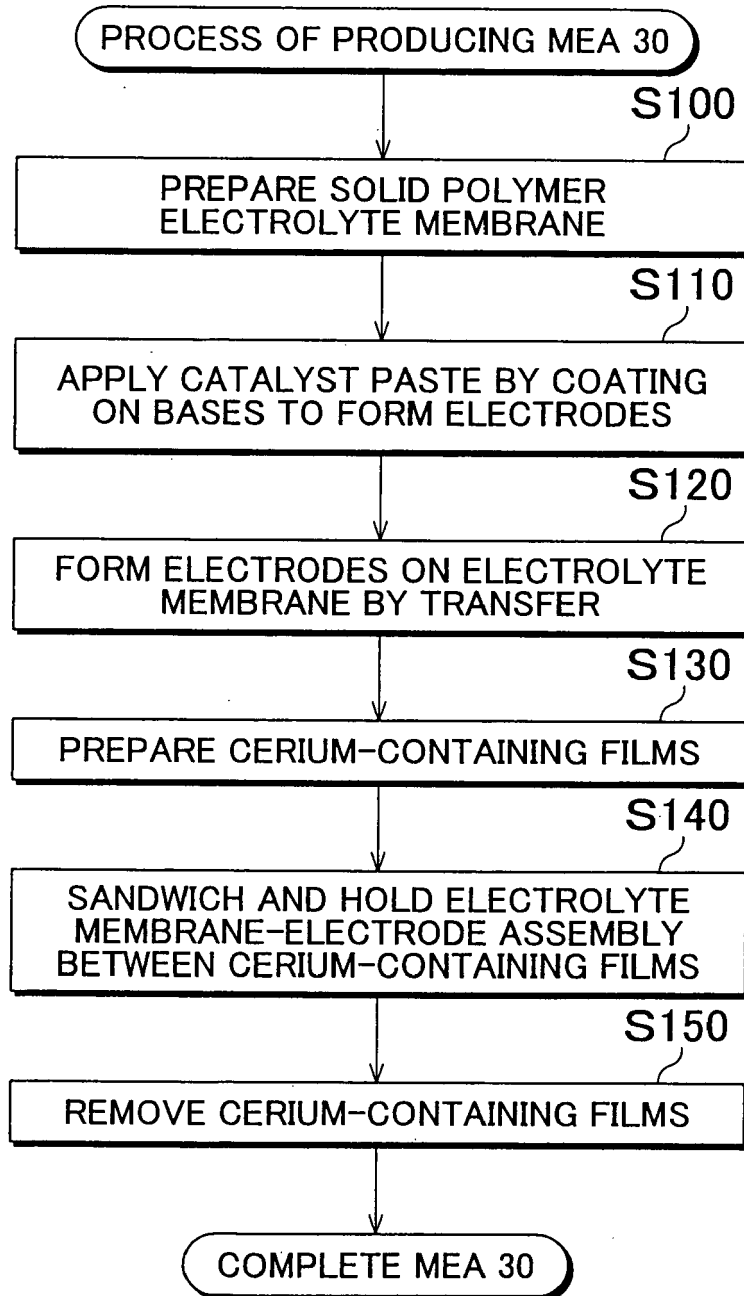 PROCESS OF PRODUCING MEA 30
S100
PREPARE SOLID POLYMER
ELECTROLYTE MEMBRANE
S110
APPLY CATALYST PASTE BY COATING
ON BASES TO FORM ELECTRODES
S120
FORM ELECTRODES ON ELECTROLYTE
MEMBRANE BY TRANSFER
S130
PREPARE CERIUM-CONTAINING FILMS
S140
SANDWICH AND HOLD ELECTROLYTE
MEMBRANE-ELECTRODE ASSEMBLY
BETWEEN CERIUM-CONTAINING FILMS
S150
REMOVE CERIUM-CONTAINING FILMS
COMPLETE MEA 30